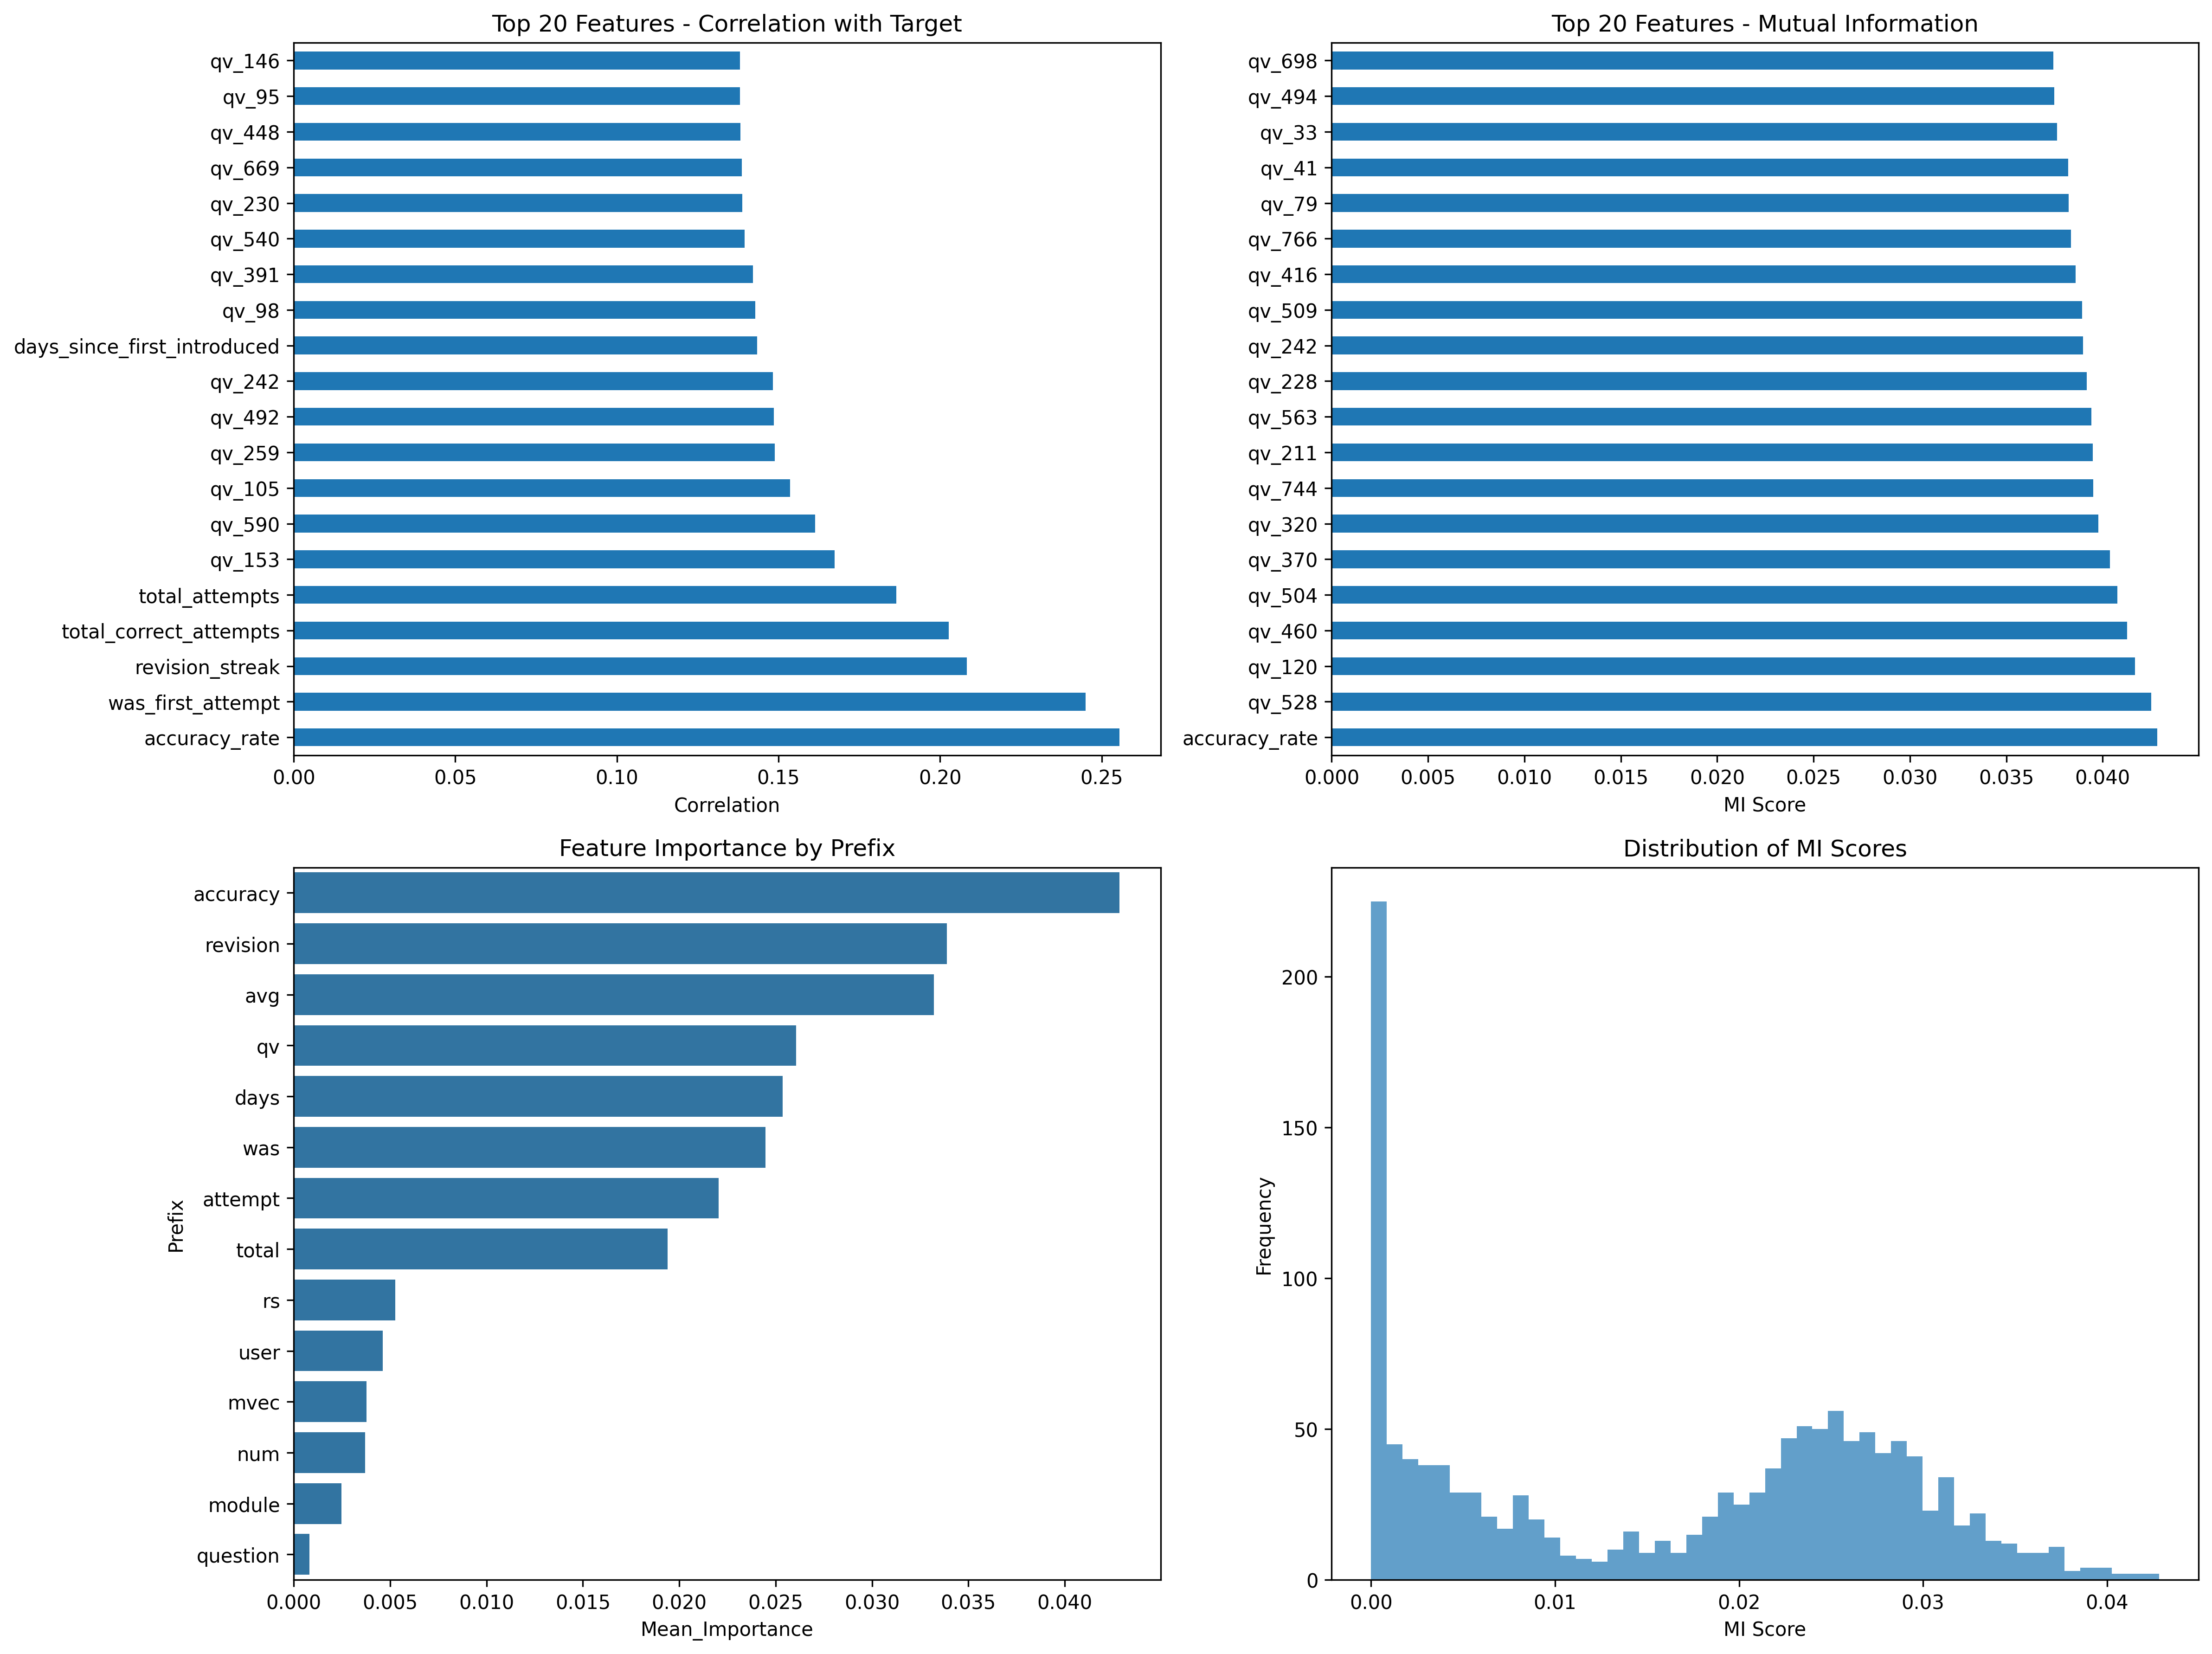 Top 20 Features - Correlation with Target
qv_146
qv_95
qv_448
qv_669
qv_230
qv_540
qv_391
qv_98
days_since_first_introduced
qv_242
qv_492
qv_259
qv_105
qv_590
qv_153
total_attempts
total_correct_attempts
revision_streak
was_first_attempt
accuracy_rate
0.00 0.05 0.10 0.15 0.20 0.25
Correlation
Top 20 Features - Mutual Information
qv_698
qv_494
qv_33
qv_41
qv_79
qv_766
qv_416
qv_509
qv_242
qv_228
qv_563
qv_211
qv_744
qv_320
qv_370
qv_504
qv_460
qv_120
qv_528
accuracy_rate
0.000 0.005 0.010 0.015 0.020 0.025 0.030 0.035 0.040
MI Score
Feature Importance by Prefix
Prefix
accuracy
revision
avg
qv
days
was
attempt
total
rs
user
mvec
num
module
question
0.000 0.005 0.010 0.015 0.020 0.025 0.030 0.035 0.040
Mean_Importance
Distribution of MI Scores
Frequency
200
150
100
50
0
0.00 0.01 0.02 0.03 0.04
MI Score